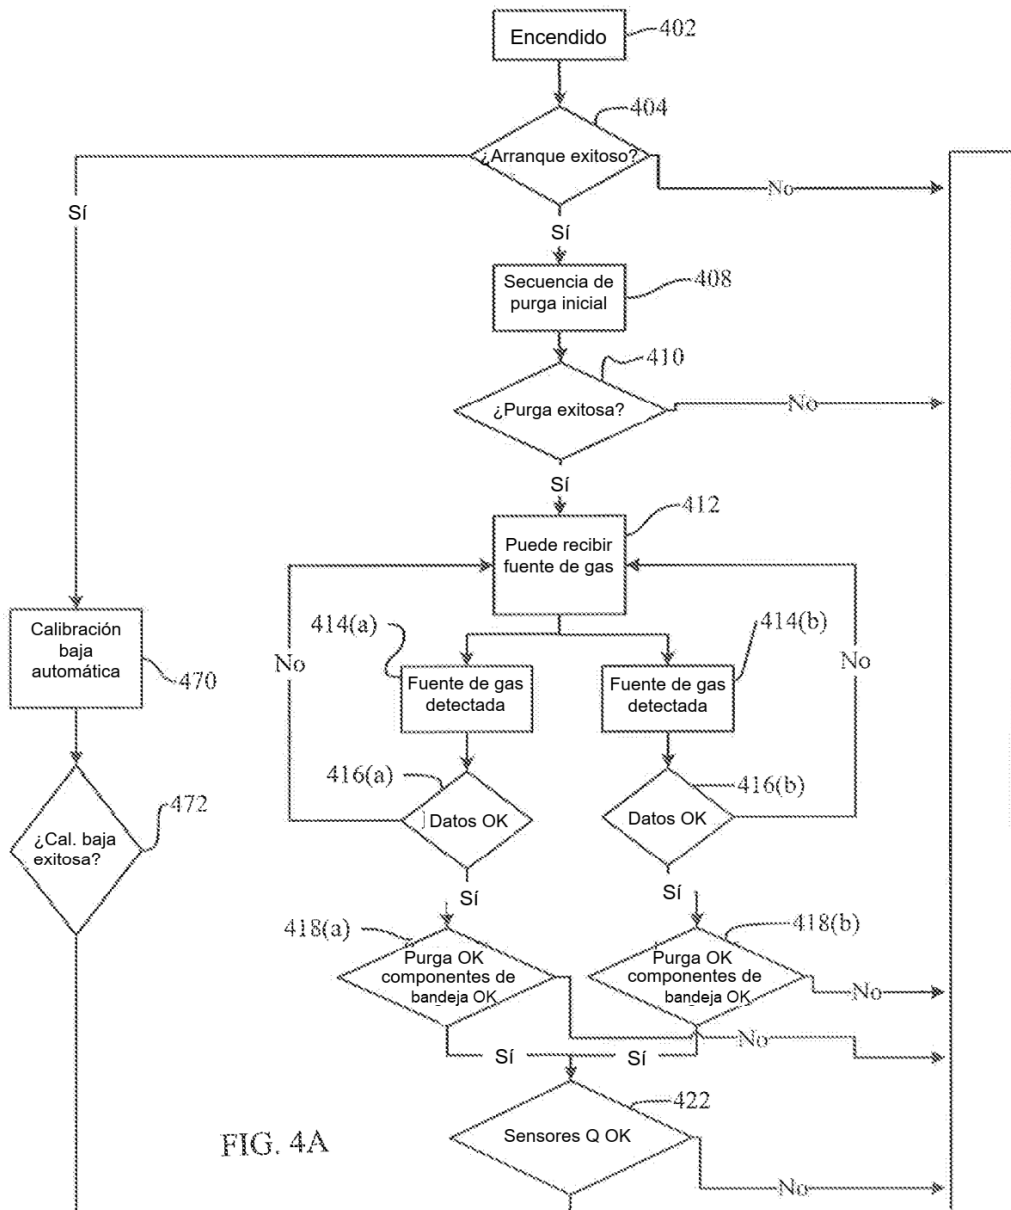 Encendido
402
404
¿Arranque exitoso?
No
Sí
Sí
Secuencia de
purga inicial
408
410
¿Purga exitosa?
No
Sí
412
Puede recibir
fuente de gas
414(a)
414(b)
Calibración
baja
automática
470
No
No
Fuente de gas
detectada
Fuente de gas
detectada
416(a)
416(b)
472
¿Cal. baja
exitosa?
Datos OK
Datos OK
Sí
Sí
418(a)
418(b)
Purga OK
componentes de
bandeja OK
Purga OK
componentes de
bandeja OK
No
No
Sí
Sí
422
Sensores Q OK
FIG. 4A
No